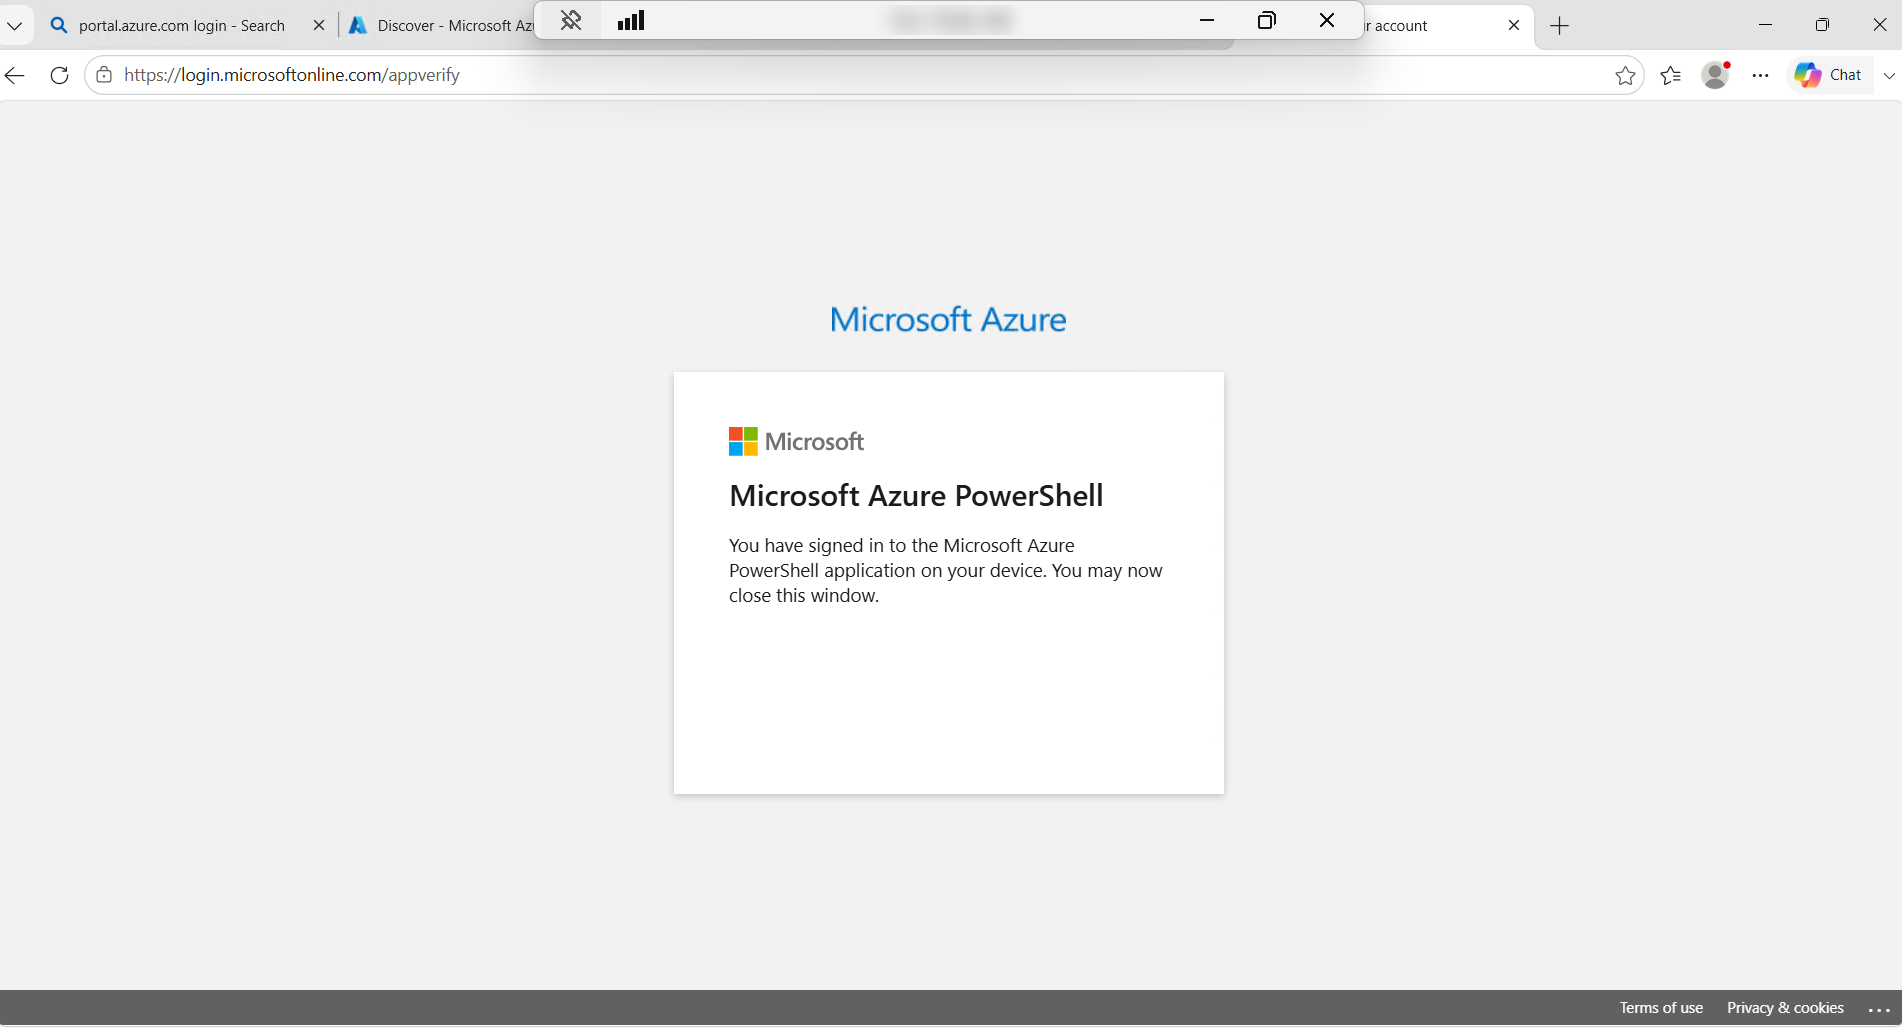 portal.azure.com login - Search
Discover - Microsoft Az
r account
https://login.microsoftonline.com/appverify
Chat
Microsoft Azure
Microsoft
Microsoft Azure PowerShell
You have signed in to the Microsoft Azure
PowerShell application on your device. You may now
close this window.
Terms of use
Privacy & cookies